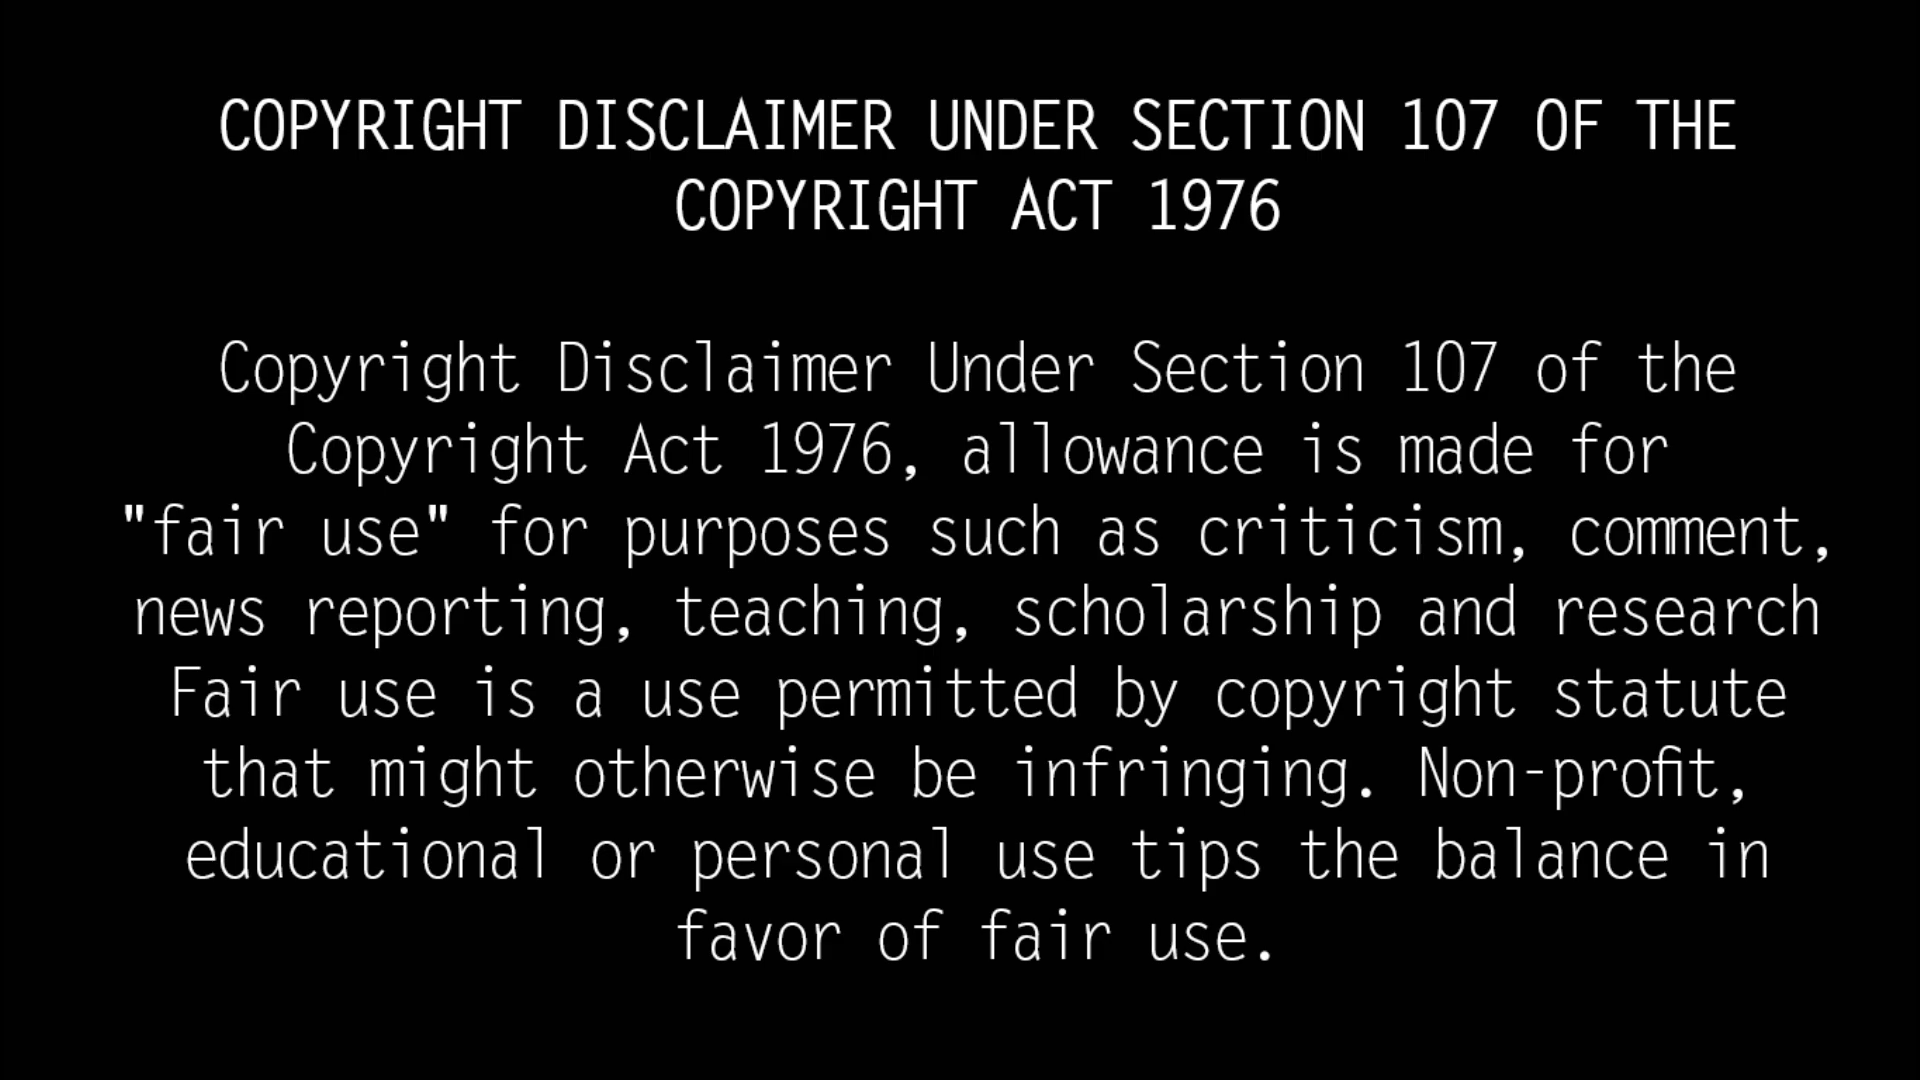 COPYRIGHT DISCLAIMER UNDER SECTION 107 OF THE
COPYRIGHT ACT 1976
Copyright Disclaimer Under Section 107 of the
Copyright Act 1976, allowance is made for
"fair use" for purposes such as criticism, comment,
news reporting, teaching, scholarship and research
Fair use is a use permitted by copyright statute
that might otherwise be infringing. Non-profit,
educational or personal use tips the balance in
favor of fair use.